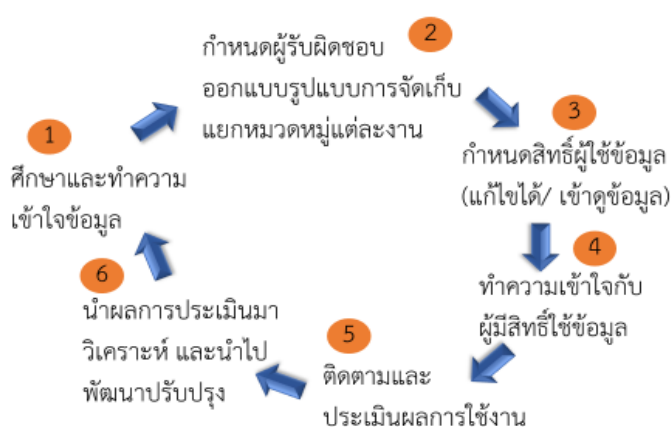 1
ศึกษาและทำความ
เข้าใจข้อมูล
2
กำหนดผู้รับผิดชอบ
ออกแบบรูปแบบการจัดเก็บ
แยกหมวดหมู่แต่ละงาน
3
กำหนดสิทธิ์ผู้ใช้ข้อมูล
(แก้ไขได้/ เข้าดูข้อมูล)
4
ทำความเข้าใจกับ
ผู้มีสิทธิ์ใช้ข้อมูล
5
ติดตามและ
ประเมินผลการใช้งาน
6
นำผลการประเมินมา
วิเคราะห์ และนำไป
พัฒนาปรับปรุง